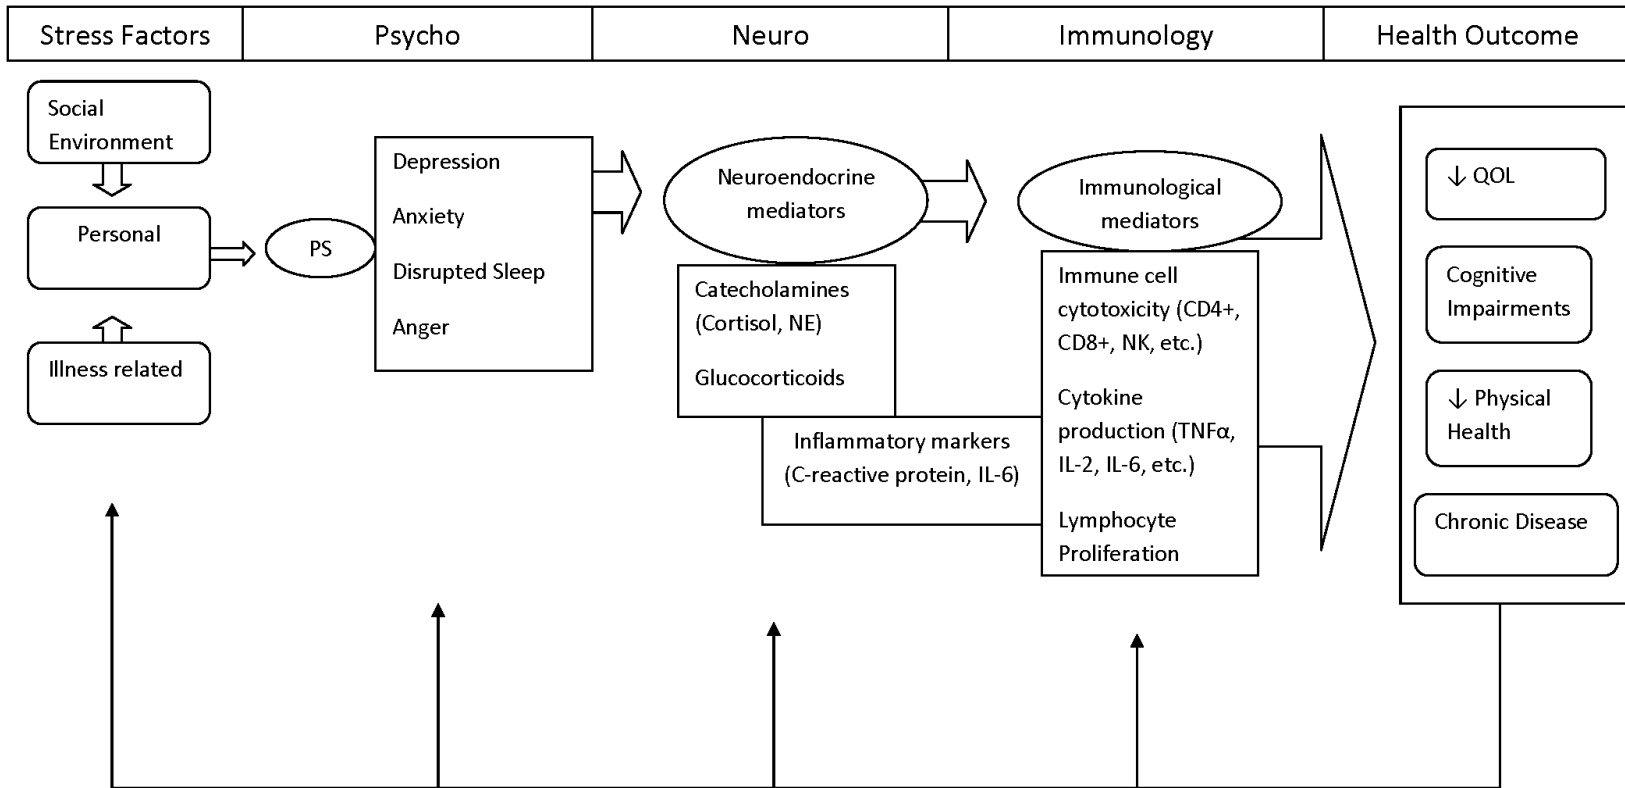 Stress Factors
Psycho
Neuro
Immunology
Health Outcome
Social
Environment
Personal
Illness related
PS
Depression
Anxiety
Disrupted Sleep
Anger
Neuroendocrine
mediators
Catecholamines
(Cortisol, NE)
Glucocorticoids
Inflammatory markers
(C-reactive protein, IL-6)
Immunological
mediators
Immune cell
cytotoxicity (CD4+,
CD8+, NK, etc.)
Cytokine
production (TNFα,
IL-2, IL-6, etc.)
Lymphocyte
Proliferation
↓ QOL
Cognitive
Impairments
↓ Physical
Health
Chronic Disease